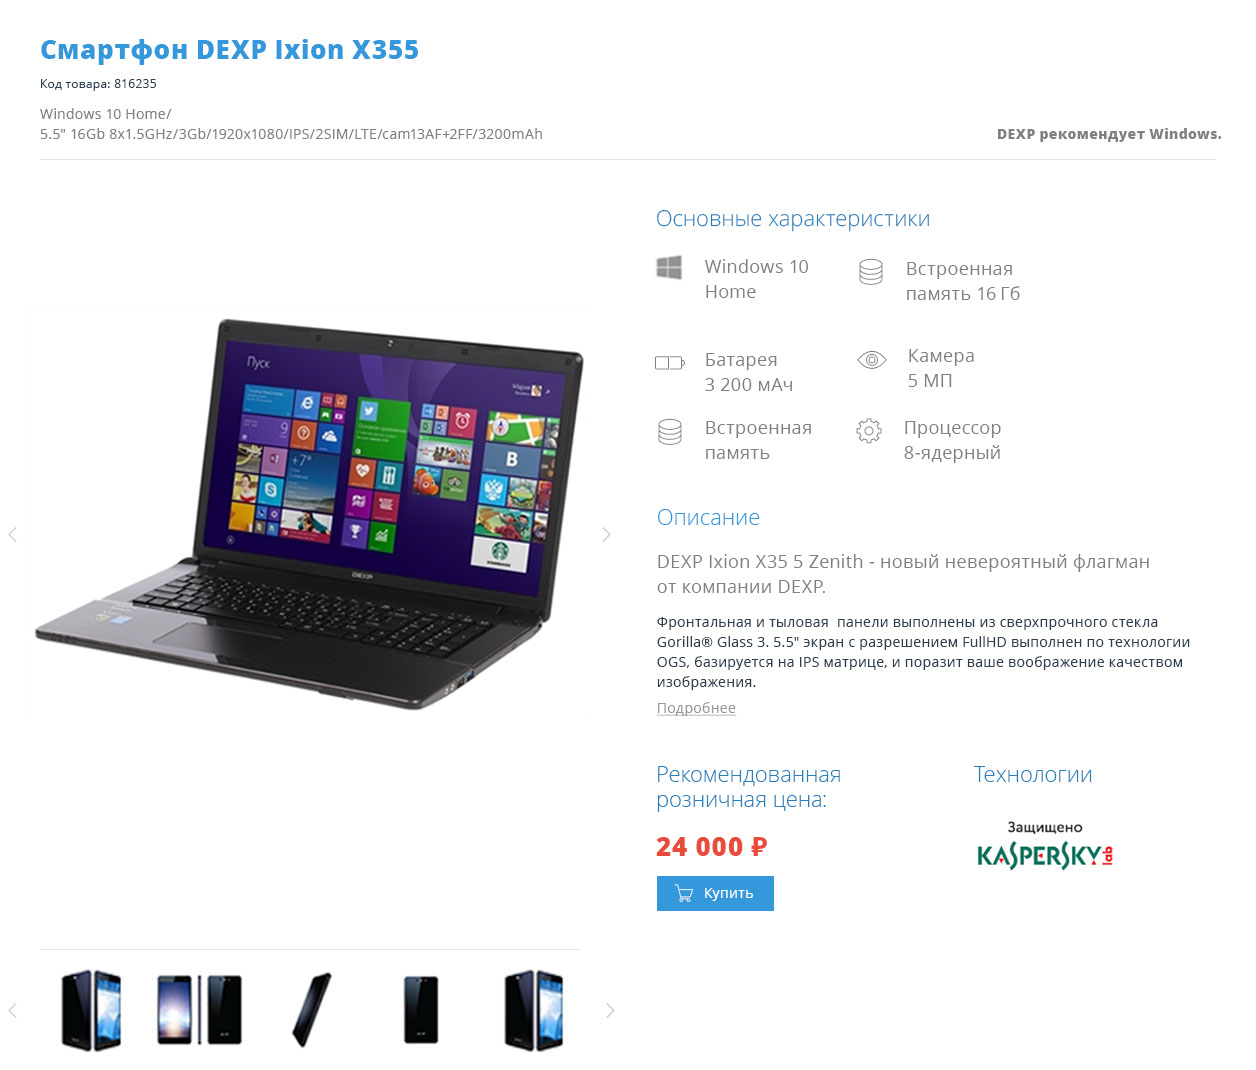 Смартфон DEXP Ixion X355
Код товара: 816235
Windows 10 Home/
5.5" 16Gb 8x1.5GHz/3Gb/1920x1080/IPS/2SIM/LTE/cam13AF+2FF/3200mAh
DEXP рекомендует Windows.
Основные характеристики
Windows 10
Home
Встроенная
память 16 Гб
Батарея
3 200 мАч
Камера
5 МП
Встроенная
память
Процессор
8-ядерный
Пуск
Мария
9
+7°
B
DEXP
Описание
DEXP Ixion X35 5 Zenith - новый невероятный флагман
от компании DEXP.
Фронтальная и тыловая  панели выполнены из сверхпрочного стекла
Gorilla® Glass 3. 5.5" экран с разрешением FullHD выполнен по технологии
OGS, базируется на IPS матрице, и поразит ваше воображение качеством
изображения.
Подробнее
Рекомендованная
розничная цена:
24 000 ₽
Купить
Технологии
Защищено
KASPERSKY lab